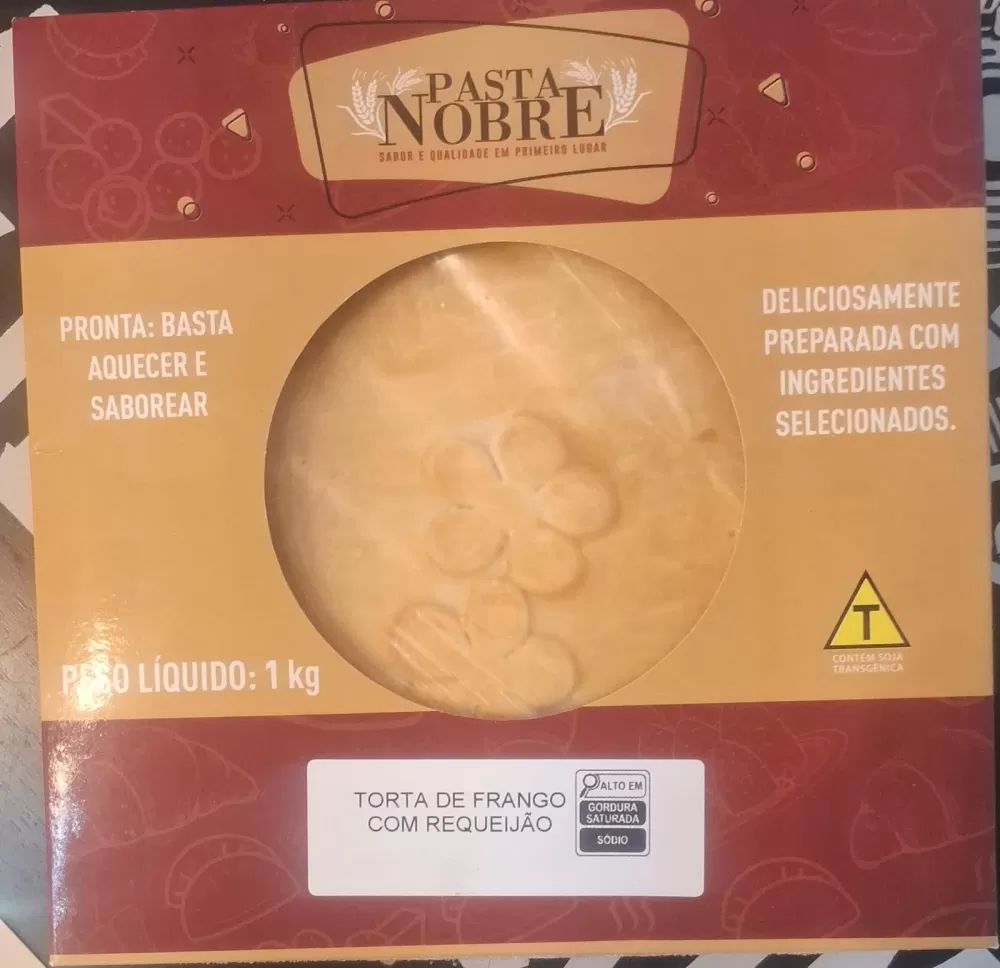 PASTA
NOBRE
SABOR E QUALIDADE EM PRIMEIRO LUGAR
PRONTA: BASTA
AQUECER E
SABOREAR
DELICIOSAMENTE
PREPARADA COM
INGREDIENTES
SELECIONADOS.
T
CONTÉM SOJA
TRANSGÊNICA
PESO LÍQUIDO: 1 kg
TORTA DE FRANGO
COM REQUEIJÃO
ALTO EM
GORDURA
SATURADA
SÓDIO